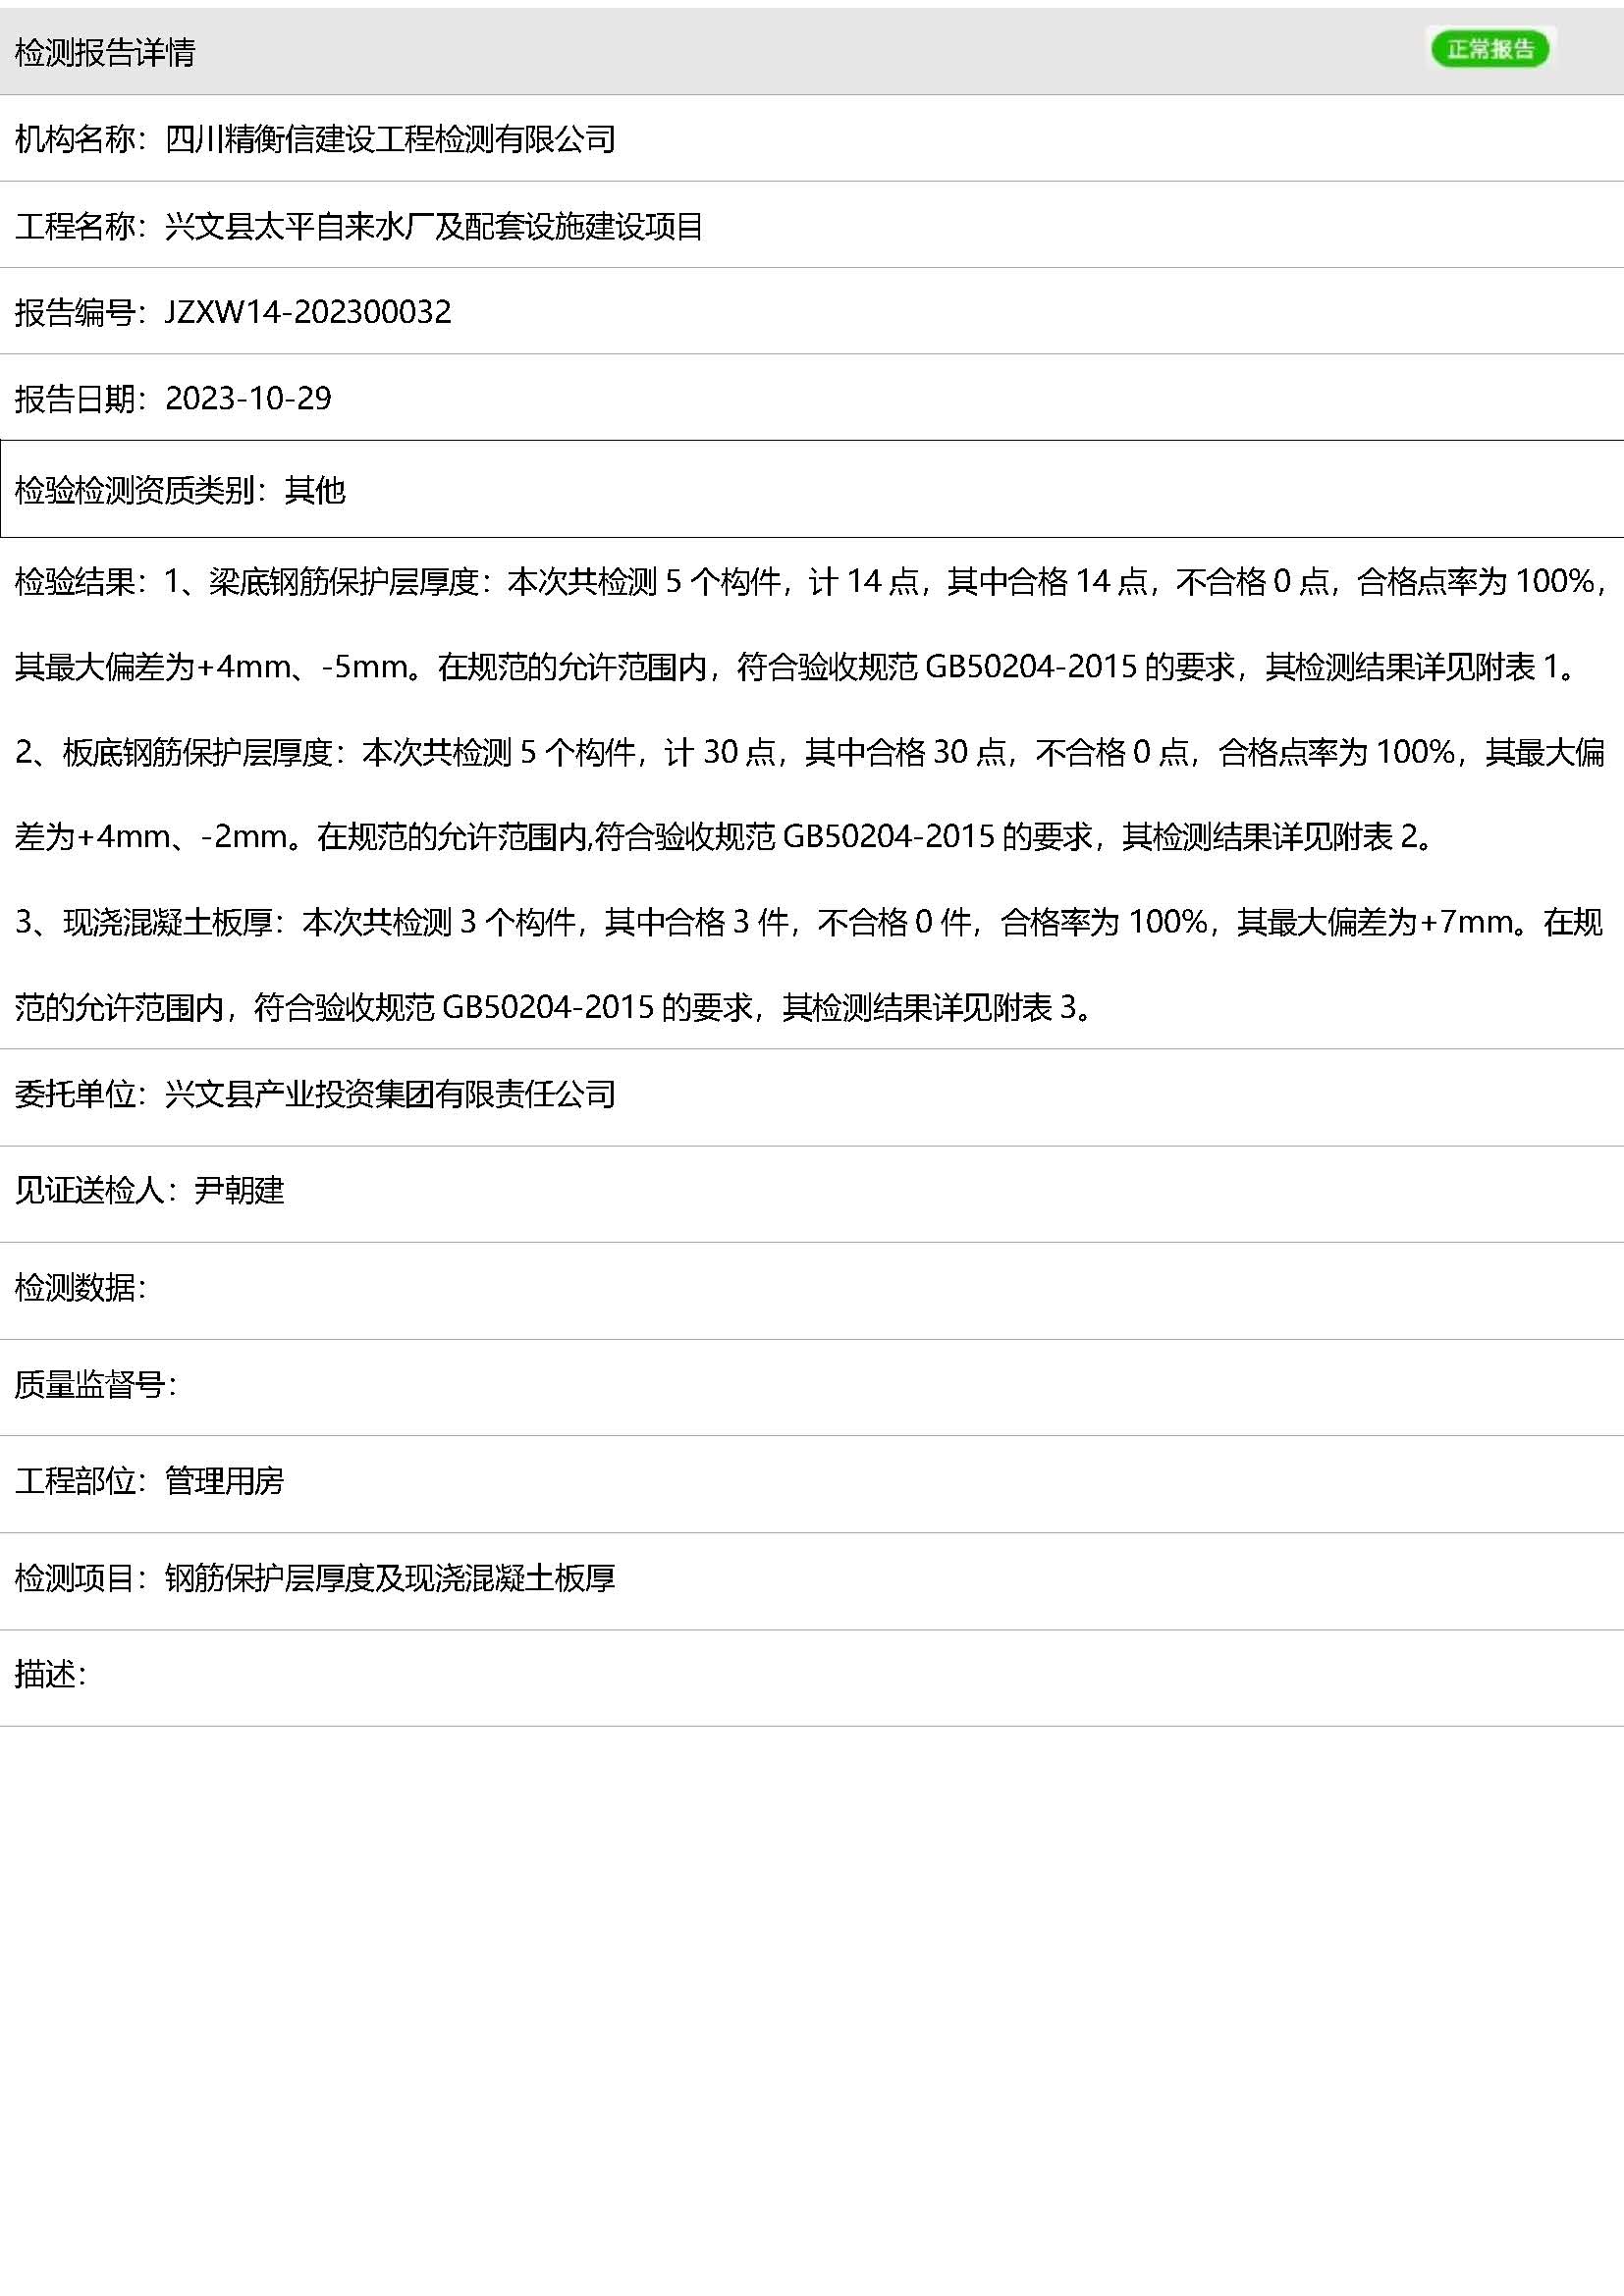 检测报告详情
正常报告
机构名称：四川精衡信建设工程检测有限公司
工程名称：兴文县太平自来水厂及配套设施建设项目
报告编号：JZXW14-202300032
报告日期：2023-10-29
检验检测资质类别：其他
检验结果：1、梁底钢筋保护层厚度：本次共检测 5 个构件，计 14 点，其中合格 14 点，不合格 0 点，合格点率为 100%，
其最大偏差为+4mm、-5mm。在规范的允许范围内，符合验收规范 GB50204-2015 的要求，其检测结果详见附表 1。
2、板底钢筋保护层厚度：本次共检测 5 个构件，计 30 点，其中合格 30 点，不合格 0 点，合格点率为 100%，其最大偏
差为+4mm、-2mm。在规范的允许范围内,符合验收规范 GB50204-2015 的要求，其检测结果详见附表 2。
3、现浇混凝土板厚：本次共检测 3 个构件，其中合格 3 件，不合格 0 件，合格率为 100%，其最大偏差为+7mm。在规
范的允许范围内，符合验收规范 GB50204-2015 的要求，其检测结果详见附表 3。
委托单位：兴文县产业投资集团有限责任公司
见证送检人：尹朝建
检测数据：
质量监督号：
工程部位：管理用房
检测项目：钢筋保护层厚度及现浇混凝土板厚
描述：